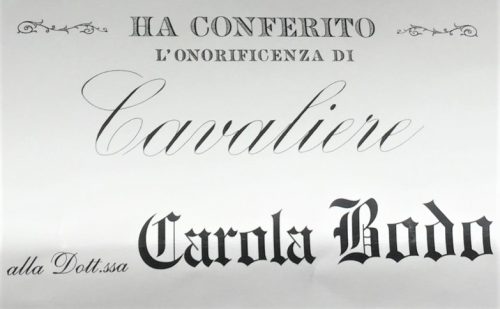 HA CONFERITO
L'ONORIFICENZA DI
Cavaliere
alla Dott.ssa Carola Bodo